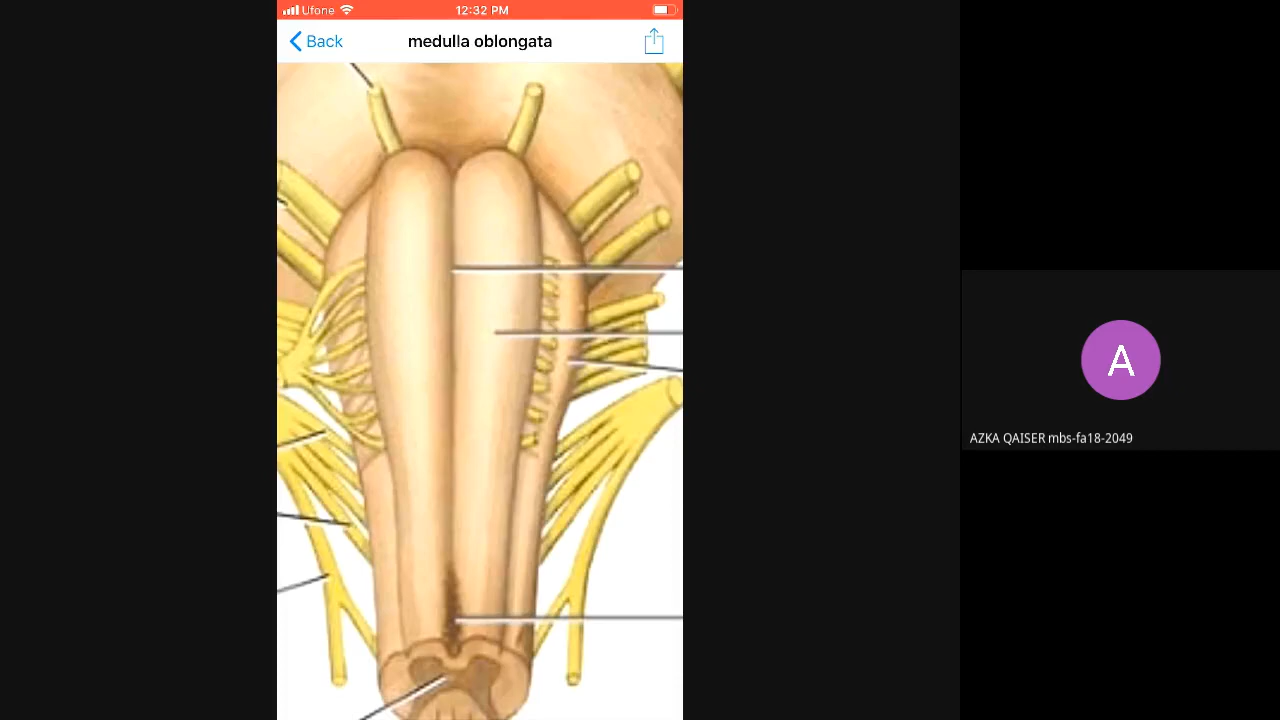 Ufone 12:32 PM
Back medulla oblongata
A
AZKA QAISER mbs-fa18-2049